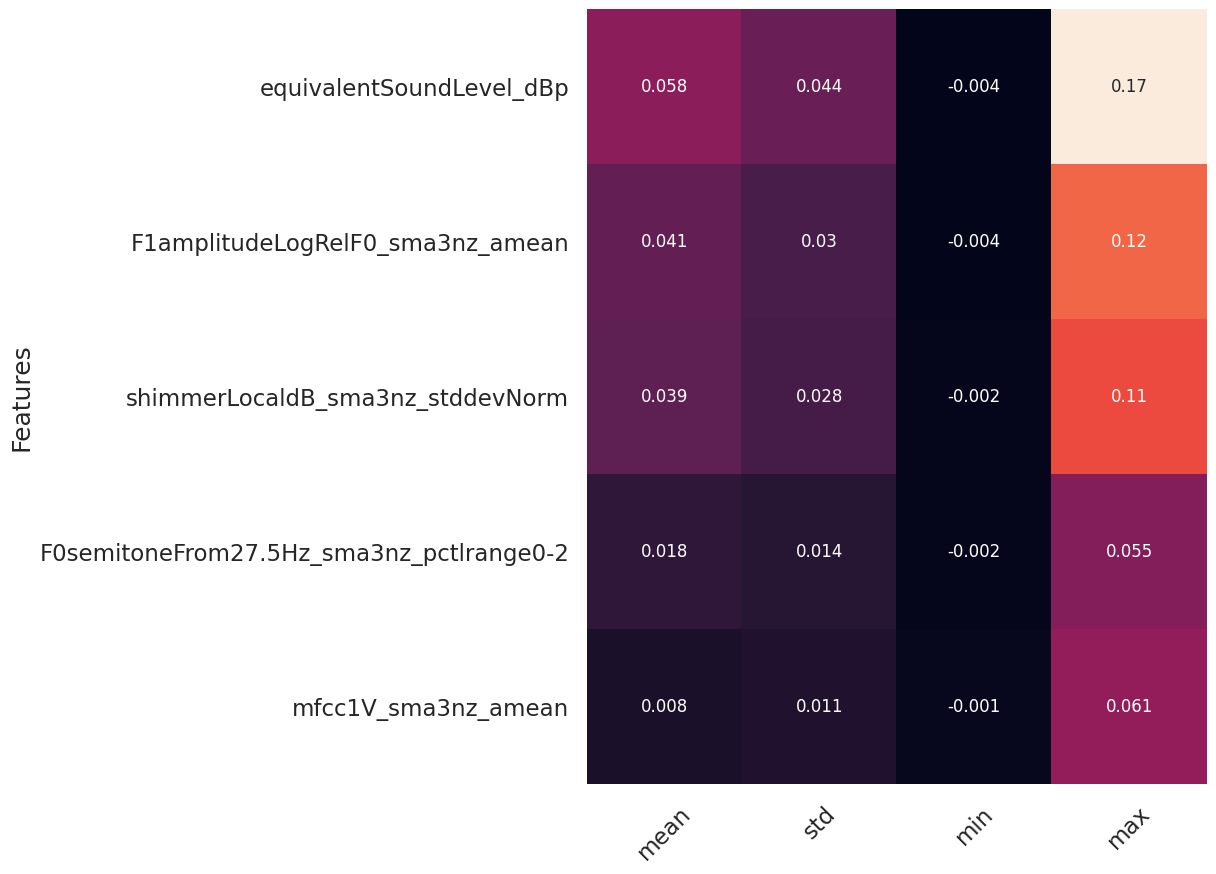 Features
equivalentSoundLevel_dBp 0.058 0.044 -0.004 0.17
F1amplitudeLogRelF0_sma3nz_amean 0.041 0.03 -0.004 0.12
shimmerLocaldB_sma3nz_stddevNorm 0.039 0.028 -0.002 0.11
F0semitoneFrom27.5Hz_sma3nz_pctlrange0-2 0.018 0.014 -0.002 0.055
mfcc1V_sma3nz_amean 0.008 0.011 -0.001 0.061
mean std min max